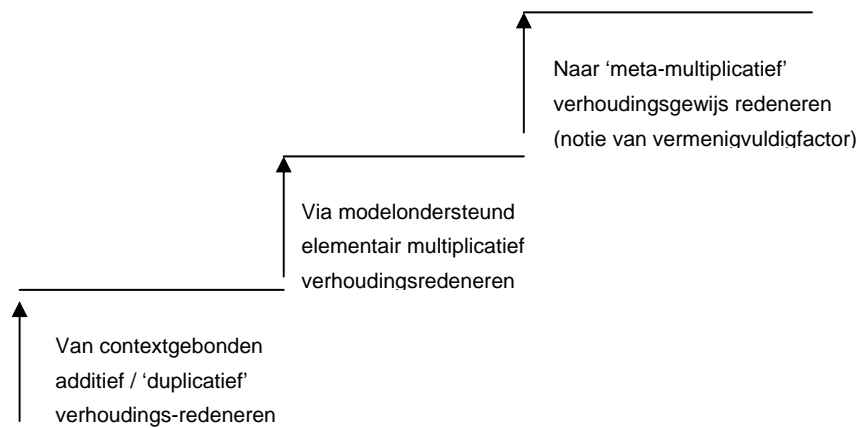 Naar ‘meta-multiplicatief’
verhoudingsgewijs redeneren
(notie van vermenigvuldigfactor)
Via modelondersteund
elementair multiplicatief
verhoudingsredeneren
Van contextgebonden
additief / ‘duplicatief’
verhoudings-redeneren